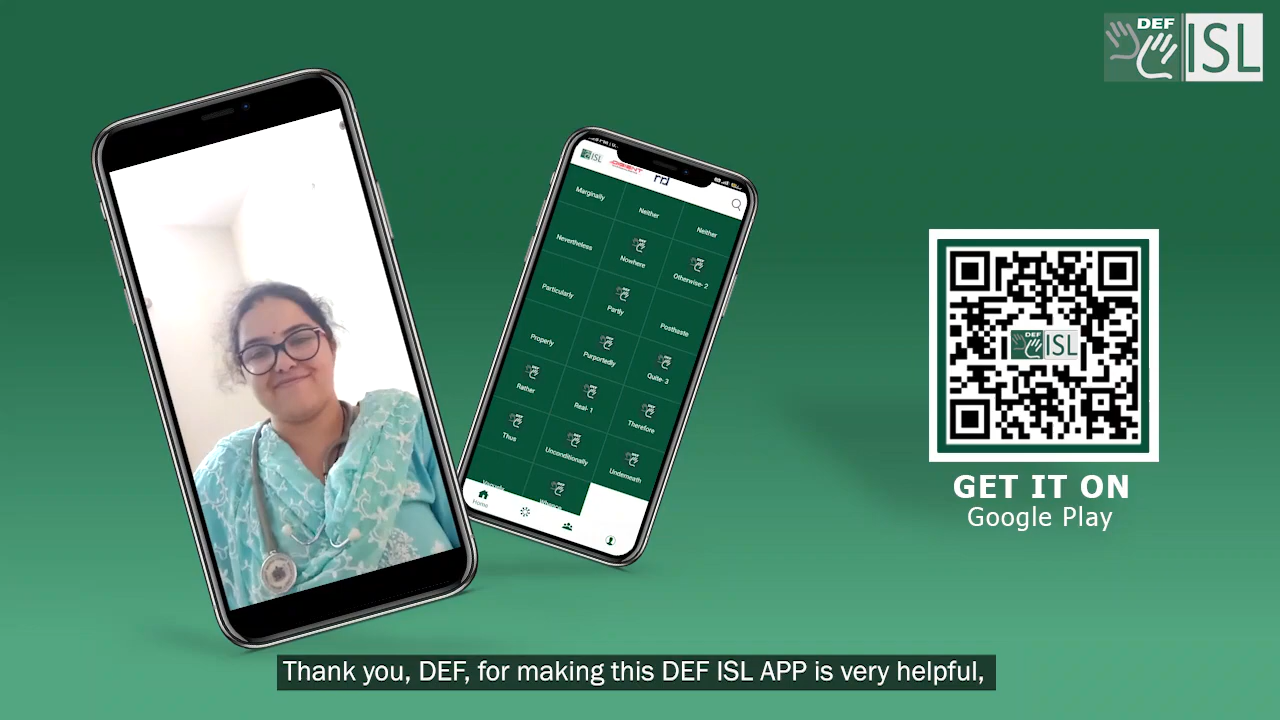 DEF
ISL
ISL
Marginally
Neither
Neither
Nevertheless
Nowhere
Otherwise- 2
Particularly
Partly
Posthaste
Properly
Purportedly
Quite- 3
Rather
Real- 1
Therefore
Thus
Unconditionally
Underneath
Home
DEF
ISL
GET IT ON
Google Play
Thank you, DEF, for making this DEF ISL APP is very helpful,